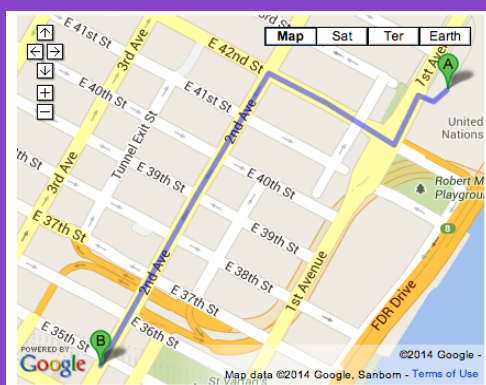 Map
Sat
Ter
Earth
E 41st St
3rd Ave
E 42nd St
1st Ave
A
E 40th St
E 41st St
2nd Ave
United
Nations
Tunnel Exit St
E 39th St
E 40th St
Robert M
Playgroun
3rd Ave
E 38th St
E 37th St
E 39th St
8
E 38th St
1st Avenue
2nd Ave
E 37th St
FDR Drive
E 36th St
E 35th St
B
POWERED BY
Google
St Vartan's
©2014 Google -
Map data ©2014 Google, Sanborn - Terms of Use